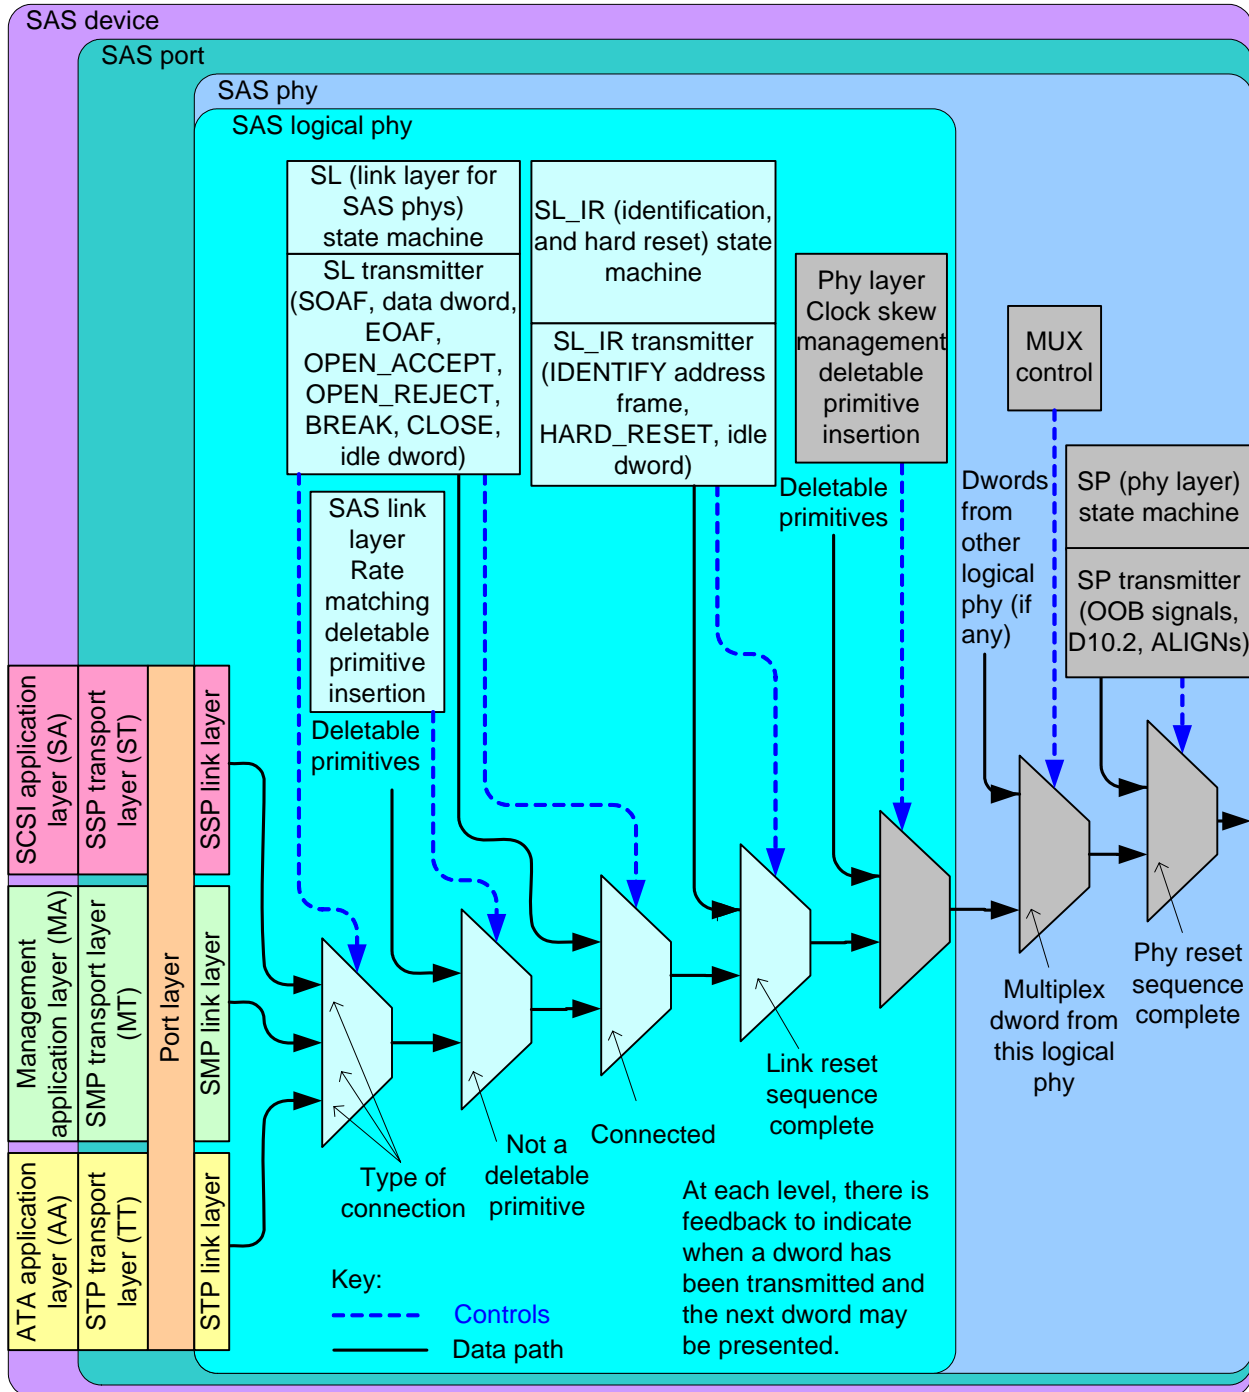 SAS device
SAS port
SAS phy
SAS logical phy
SL (link layer for
SAS phys)
state machine
SL transmitter
(SOAF, data dword,
EOAF,
OPEN_ACCEPT,
OPEN_REJECT,
BREAK, CLOSE,
idle dword)
SL_IR (identification,
and hard reset) state
machine
SL_IR transmitter
(IDENTIFY address
frame,
HARD_RESET, idle
dword)
Phy layer
Clock skew
management
deletable
primitive
insertion
MUX
control
SP (phy layer)
state machine
SP transmitter
(OOB signals,
D10.2, ALIGNs)
Dwords
from
other
logical
phy (if
any)
Deletable
primitives
SAS link
layer
Rate
matching
deletable
primitive
insertion
Deletable
primitives
SCSI application
layer (SA)
SSP transport
layer (ST)
SSP link layer
Management
application layer (MA)
SMP transport layer
(MT)
SMP link layer
Port layer
ATA application
layer (AA)
STP transport
layer (TT)
STP link layer
Type of
connection
Not a
deletable
primitive
Connected
Link reset
sequence
complete
Multiplex
dword from
this logical
phy
Phy reset
sequence
complete
At each level, there is
feedback to indicate
when a dword has
been transmitted and
the next dword may
be presented.
Key:
Controls
Data path